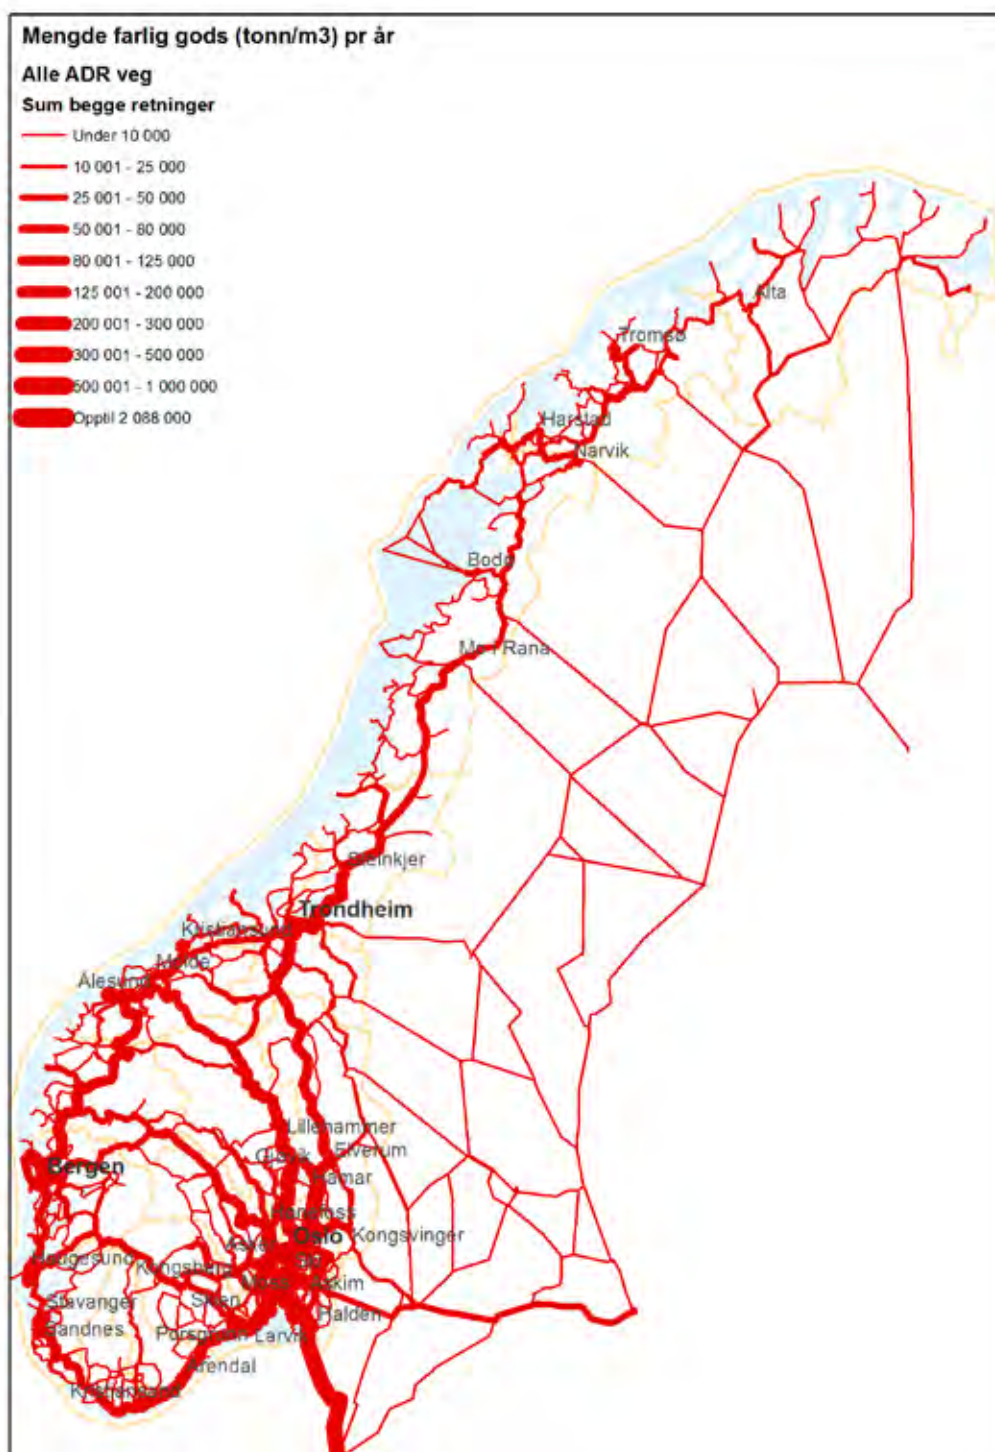 Mengde farlig gods (tonn/m3) pr år
Alle ADR veg
Sum begge retninger
Under 10 000
10 001 - 25 000
25 001 - 50 000
50 001 - 80 000
80 001 - 125 000
125 001 - 200 000
200 001 - 300 000
300 001 - 500 000
500 001 - 1 000 000
Opptil 2 088 000
Alta
Tromsø
Harstad
Narvik
Bodø
Mo i Rana
Steinkjer
Trondheim
Kristiansund
Molde
Ålesund
Lillehammer
Elverum
Gjøvik
Hamar
Bergen
Hønefoss
Kongsvinger
Oslo
Asker
Ski
Haugesund
Kongsberg
Moss
Askim
Stavanger
Skien
Halden
Sandnes
Porsgrunn
Larvik
Arendal
Kristiansand